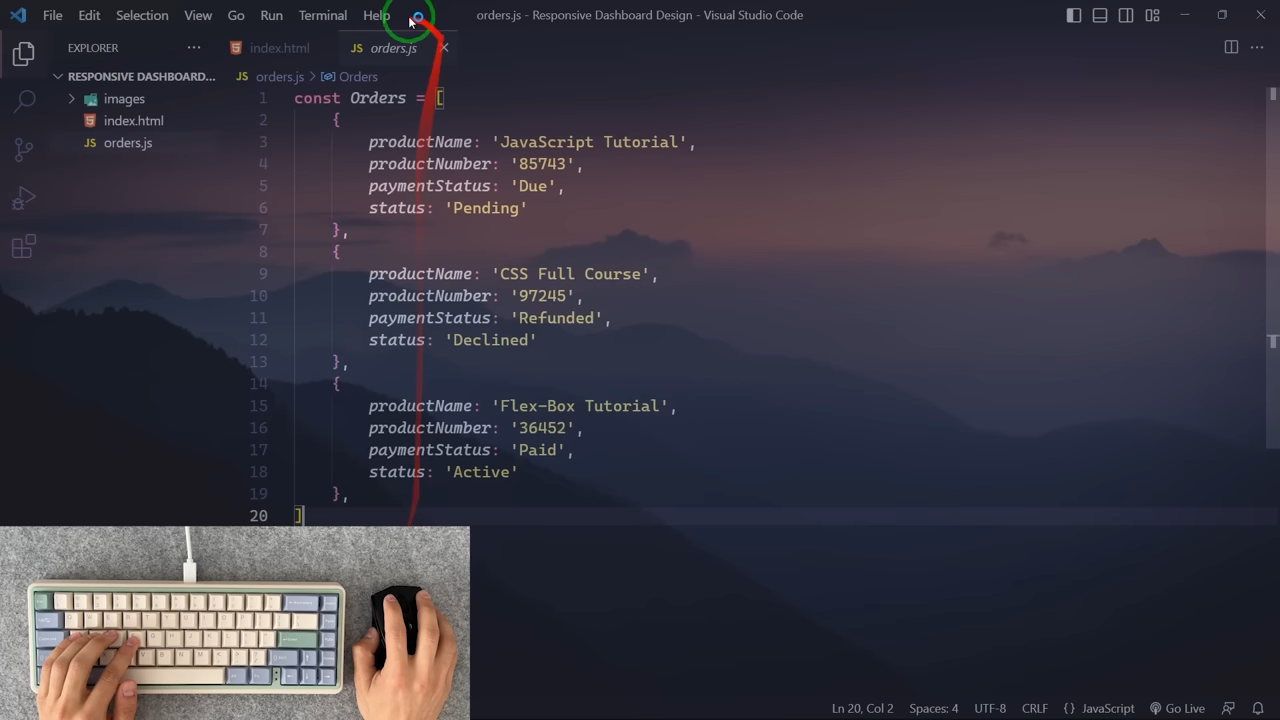 File Edit Selection View Go Run Terminal Help
orders.js - Responsive Dashboard Design - Visual Studio Code
EXPLORER
index.html
JS orders.js
RESPONSIVE DASHBOARD...
JS orders.js > Orders
images
index.html
JS orders.js
1 const Orders = [
2 {
3 productName: 'JavaScript Tutorial',
4 productNumber: '85743',
5 paymentStatus: 'Due',
6 status: 'Pending'
7 },
8 {
9 productName: 'CSS Full Course',
10 productNumber: '97245',
11 paymentStatus: 'Refunded',
12 status: 'Declined'
13 },
14 {
15 productName: 'Flex-Box Tutorial',
16 productNumber: '36452',
17 paymentStatus: 'Paid',
18 status: 'Active'
19 },
20 ]
Ln 20, Col 2 Spaces: 4 UTF-8 CRLF {} JavaScript Go Live